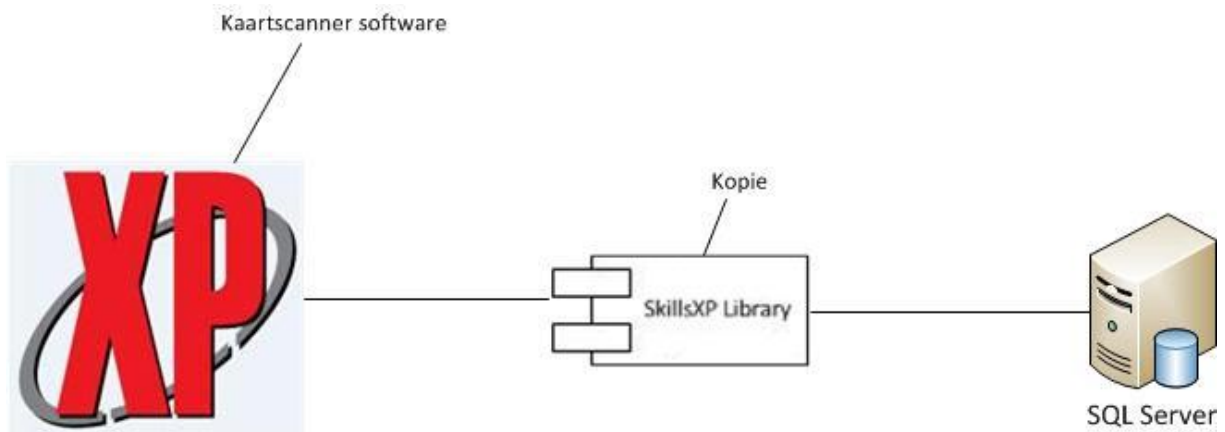 Kaartscanner software
XP
Kopie
SkillsXP Library
SQL Server